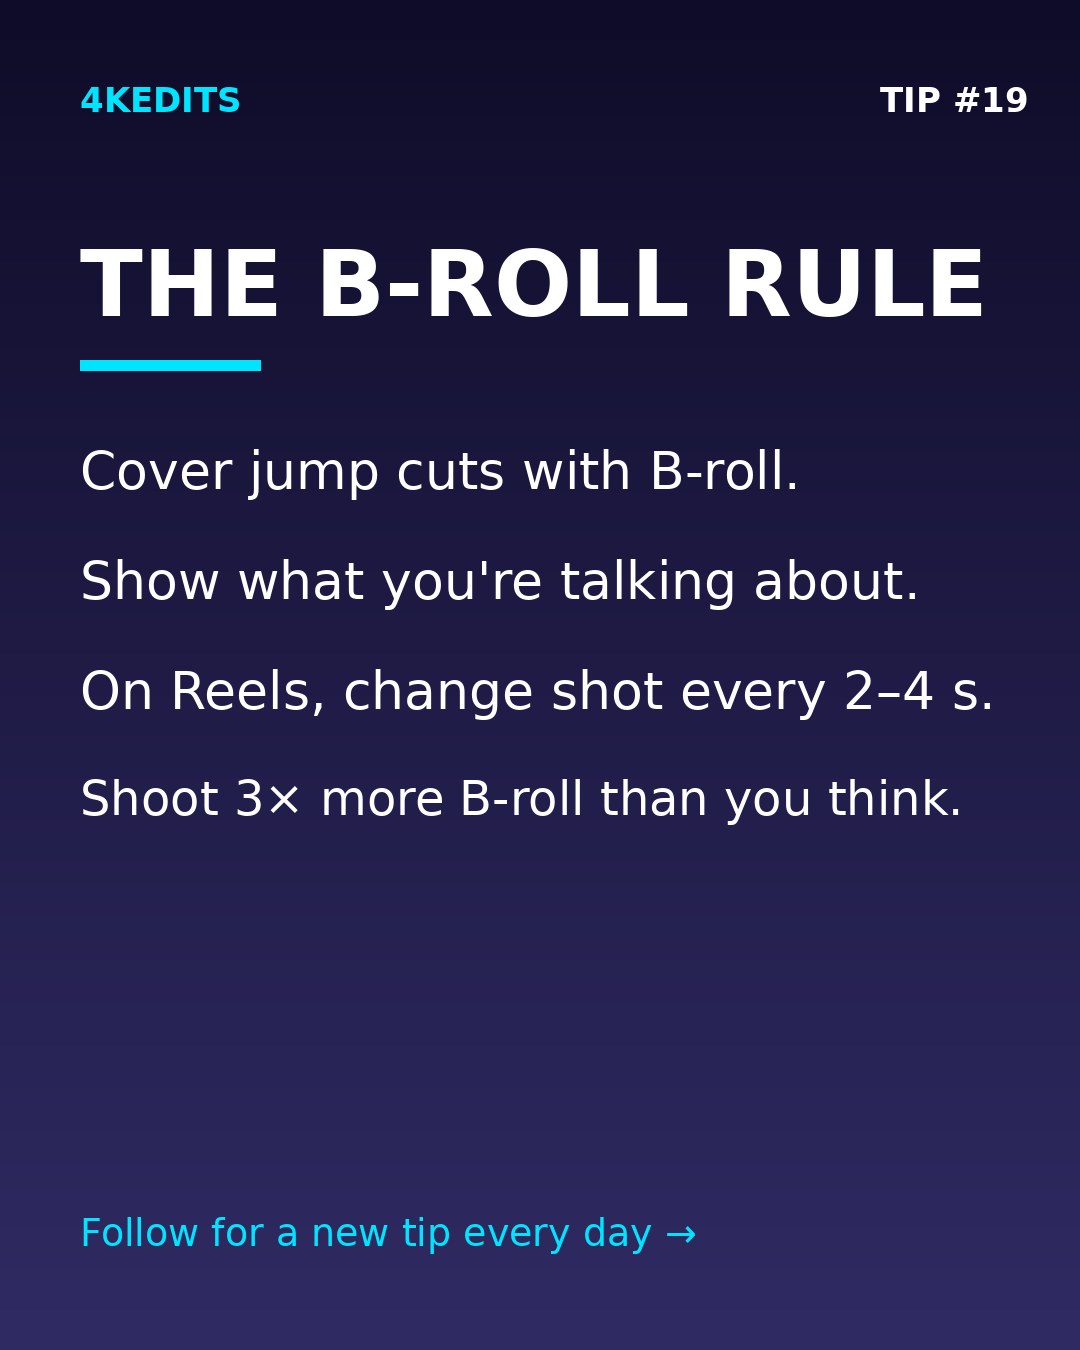 4KEDITS
TIP #19
THE B-ROLL RULE
Cover jump cuts with B-roll.
Show what you're talking about.
On Reels, change shot every 2–4 s.
Shoot 3× more B-roll than you think.
Follow for a new tip every day →